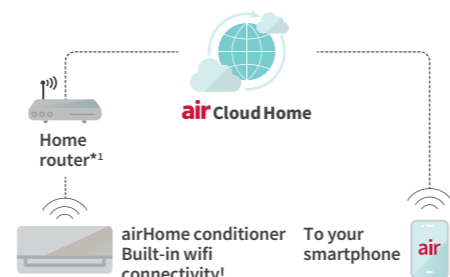 air Cloud Home
Home
router*1
airHome conditioner
Built-in wifi
connectivity!
To your
smartphone
air